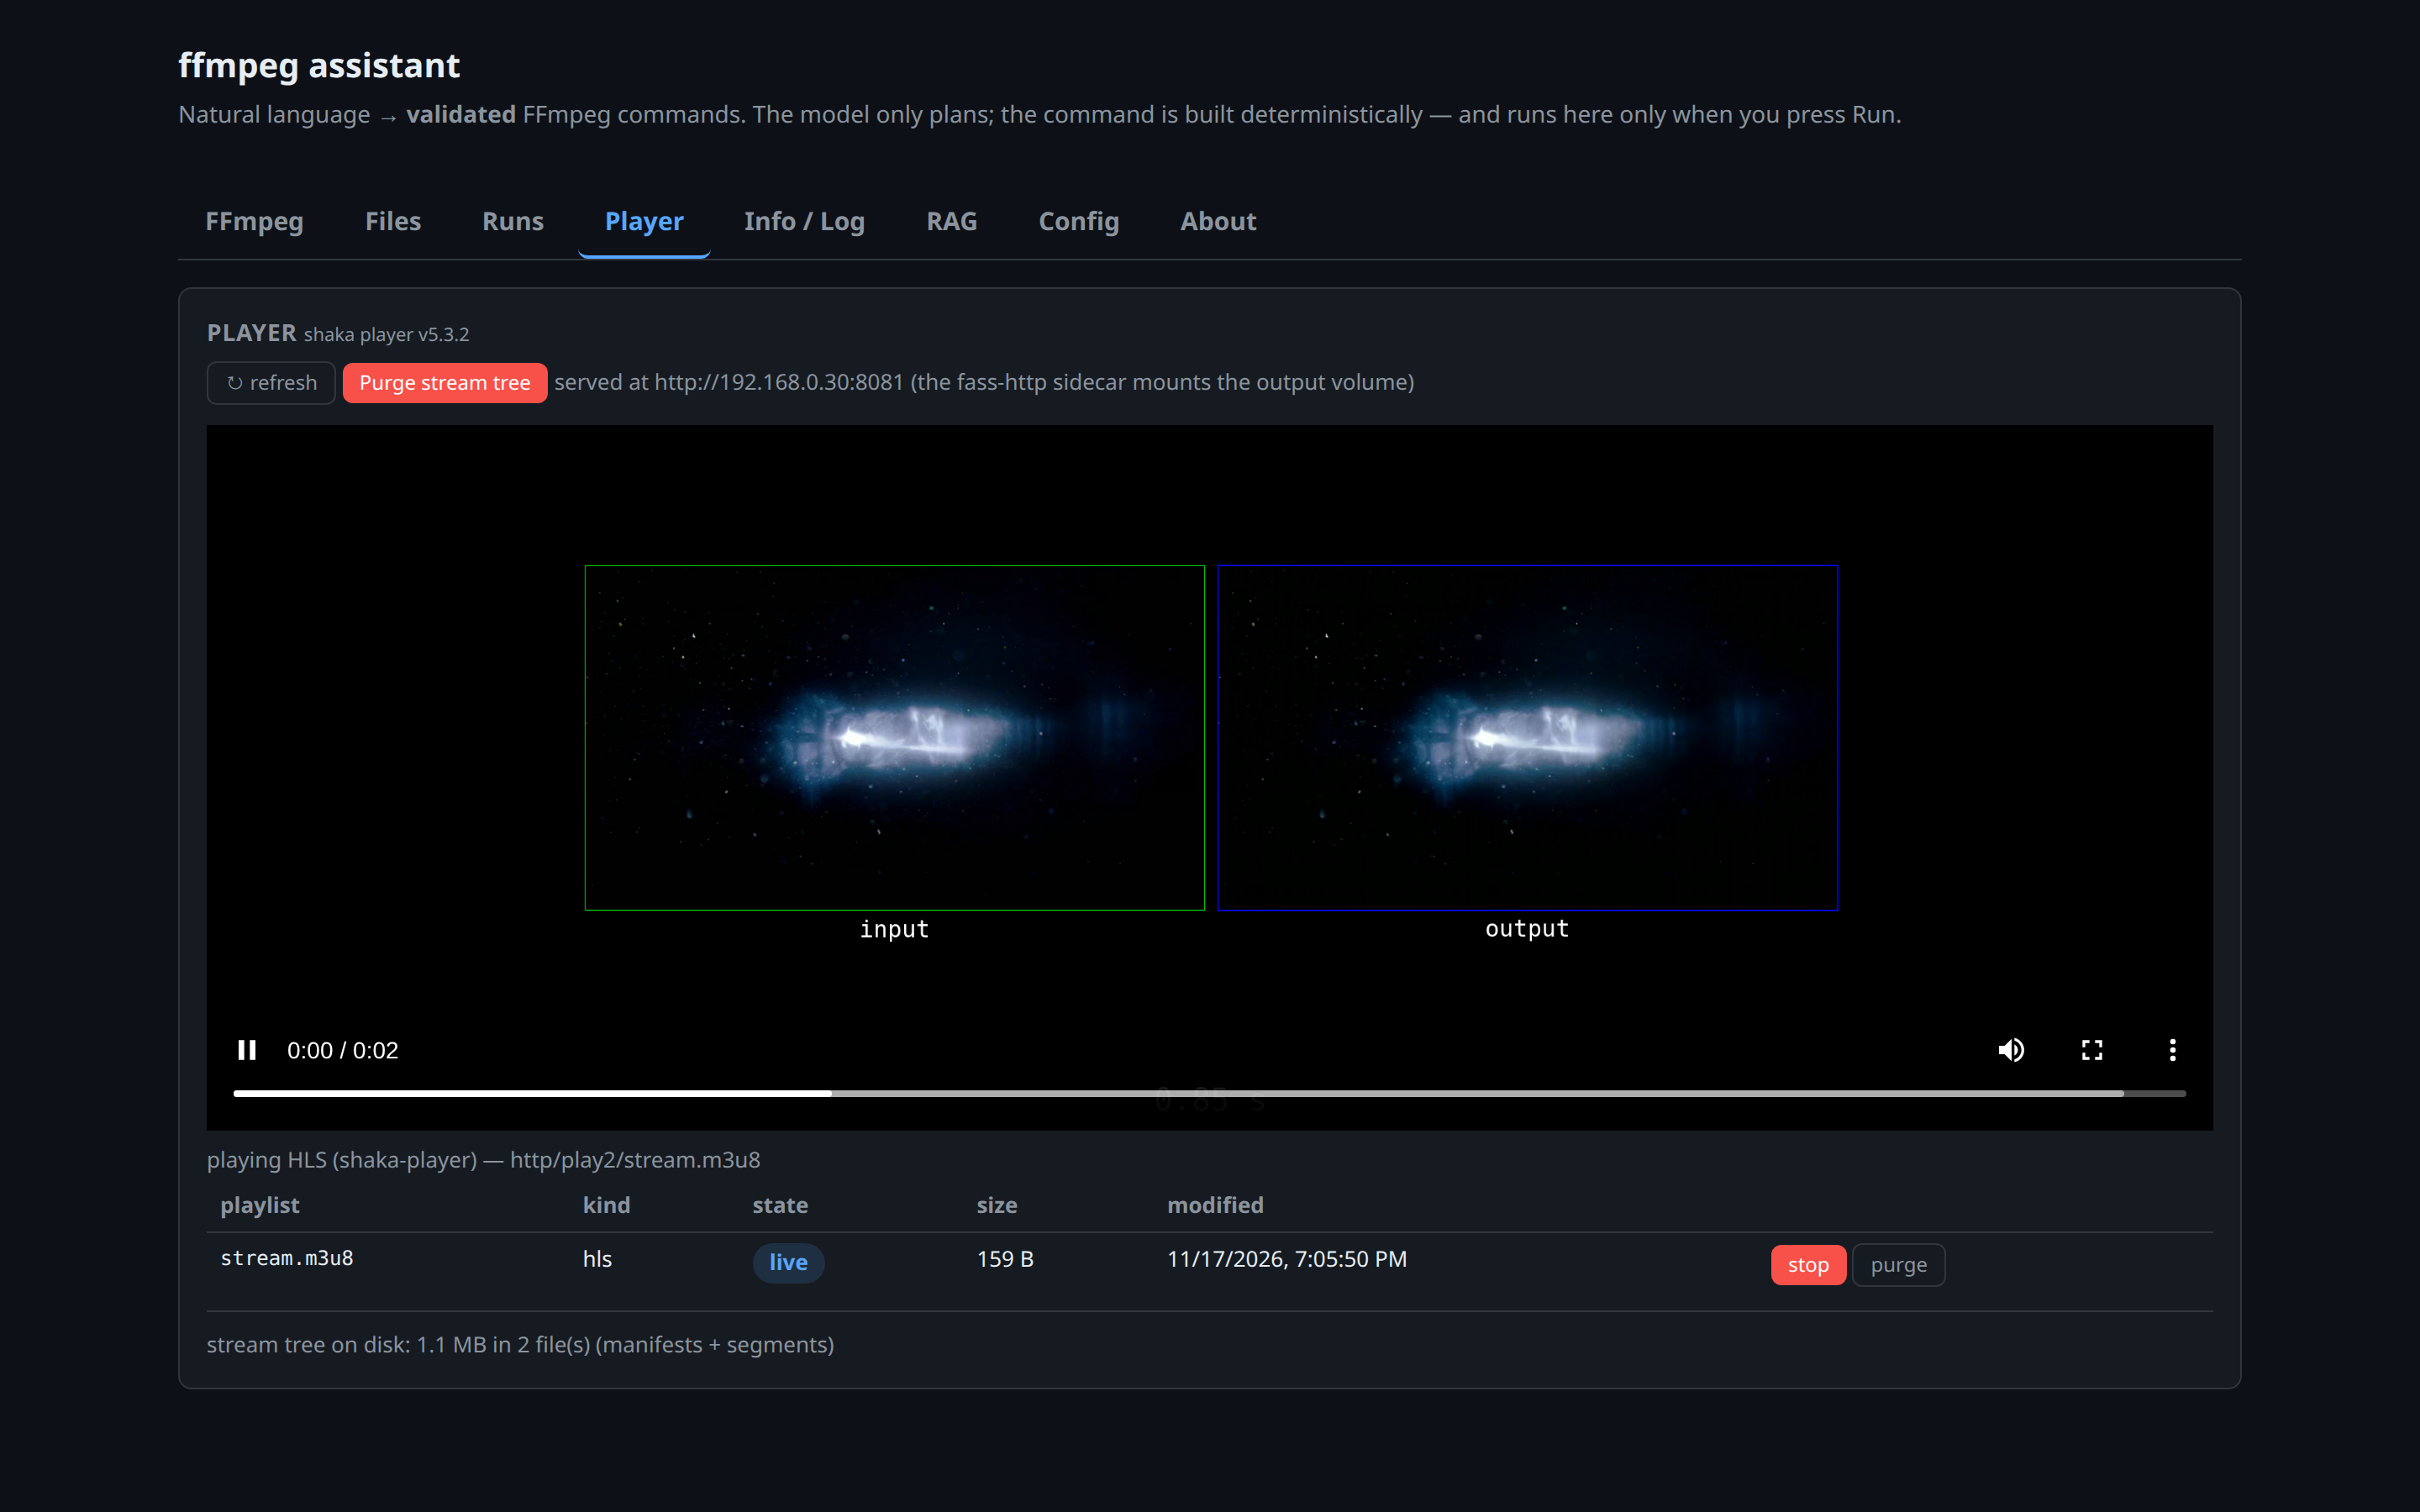 ffmpeg assistant
Natural language → validated FFmpeg commands. The model only plans; the command is built deterministically — and runs here only when you press Run.
FFmpeg Files Runs Player Info / Log RAG Config About
PLAYER shaka player v5.3.2
↻ refresh Purge stream tree served at http://192.168.0.30:8081 (the fass-http sidecar mounts the output volume)
input output
0:00 / 0:02
0.85 s
playing HLS (shaka-player) — http/play2/stream.m3u8
playlist kind state size modified
stream.m3u8 hls live 159 B 11/17/2026, 7:05:50 PM stop purge
stream tree on disk: 1.1 MB in 2 file(s) (manifests + segments)